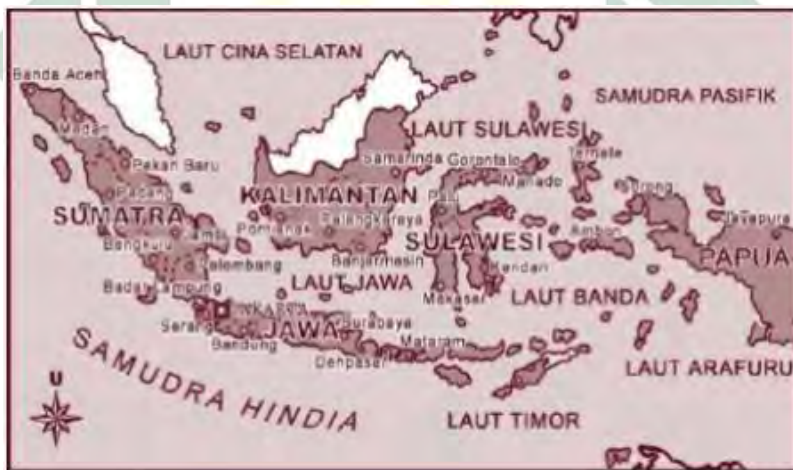 LAUT CINA SELATAN
Banda Aceh
SAMUDRA PASIFIK
Medan
LAUT SULAWESI
Ternate
Pekan Baru
Samarinda
Gorontalo
Manado
Sorong
Padang
KALIMANTAN
Palu
SUMATRA
Pontianak
Palangkaraya
Jambi
SULAWESI
Ambon
Jayapura
Bengkulu
PAPUA
Palembang
Banjarmasin
Kendari
LAUT JAWA
Makasar
LAUT BANDA
JAKARTA
Serang
JAWA
Surabaya
Bandung
Mataram
Denpasar
LAUT ARAFURU
SAMUDRA HINDIA
U
LAUT TIMOR